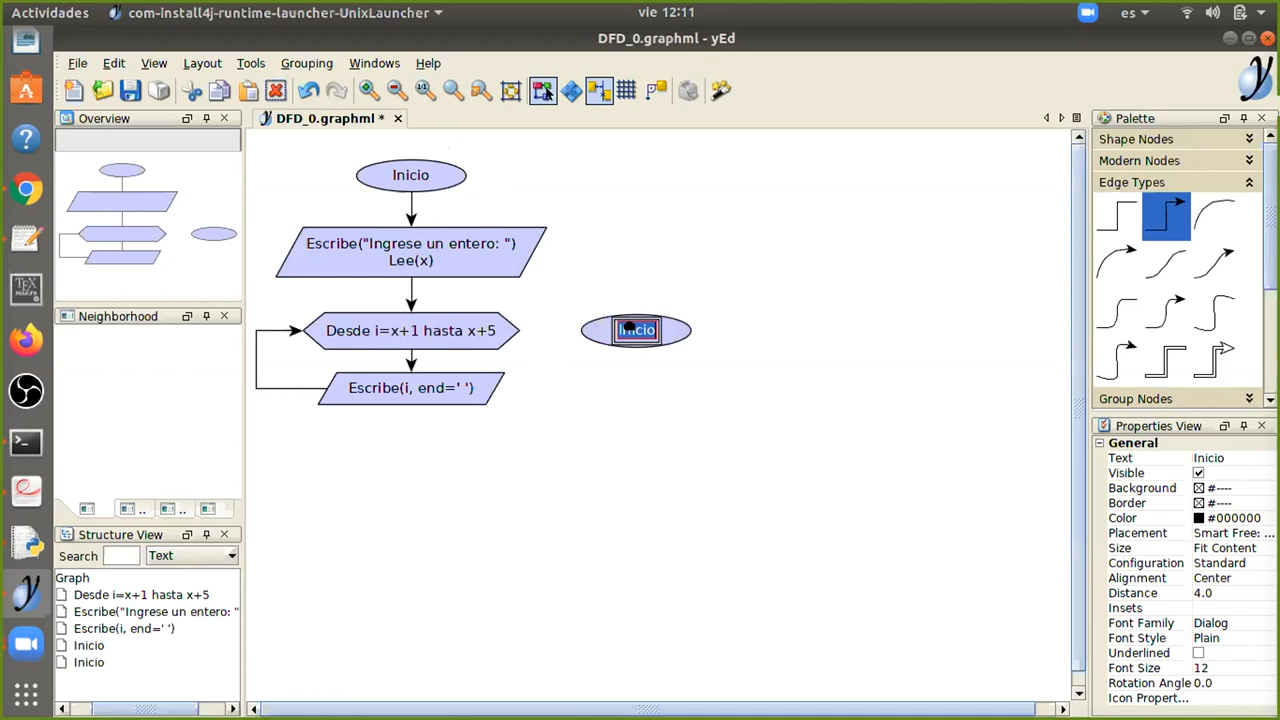 Actividades
com-install4j-runtime-launcher-UnixLauncher
vie 12:11
es
DFD_0.graphml - yEd
File Edit View Layout Tools Grouping Windows Help
Overview
DFD_0.graphml *
Palette
Shape Nodes
Modern Nodes
Edge Types
Group Nodes
Inicio
Escribe("Ingrese un entero: ")
Lee(x)
Desde i=x+1 hasta x+5
Escribe(i, end=' ')
Inicio
Neighborhood
..
..
Structure View
Search
Text
Graph
Desde i=x+1 hasta x+5
Escribe("Ingrese un entero: "
Escribe(i, end=' ')
Inicio
Inicio
Properties View
General
Text Inicio
Visible
Background #----
Border #----
Color #000000
Placement Smart Free: ...
Size Fit Content
Configuration Standard
Alignment Center
Distance 4.0
Insets
Font Family Dialog
Font Style Plain
Underlined
Font Size 12
Rotation Angle 0.0
Icon Propert...